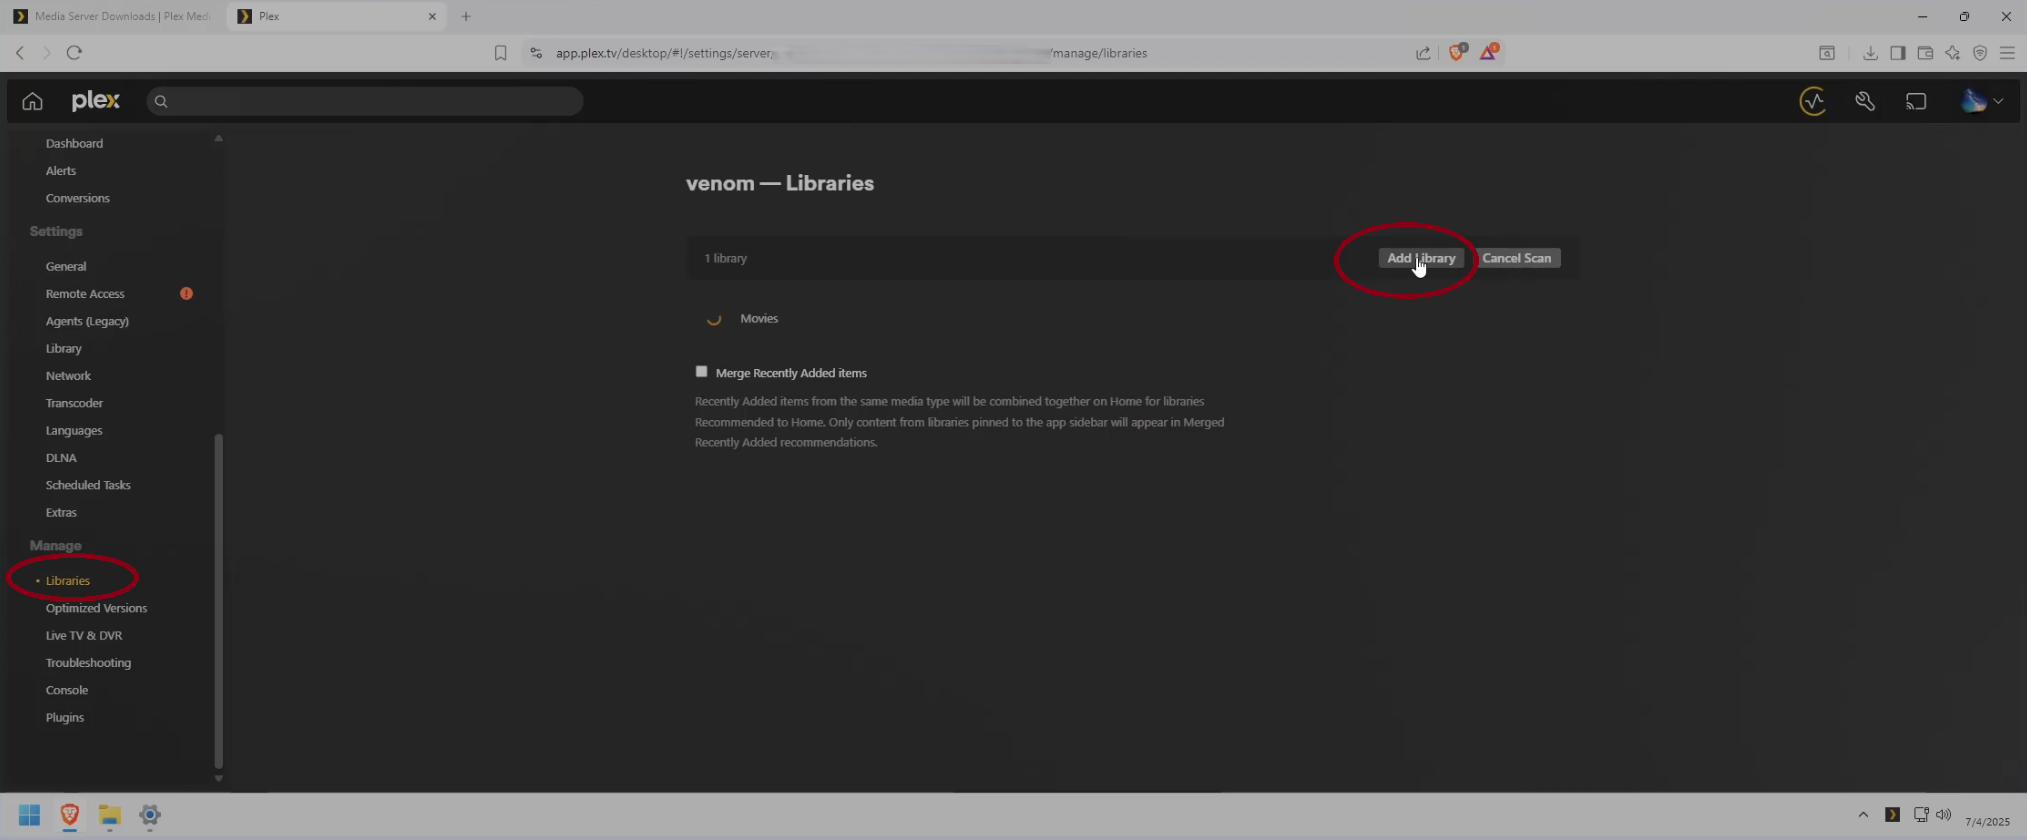 Media Server Downloads | Plex Med
Plex
app.plex.tv/desktop/#!/settings/server,
/manage/libraries
plex
Dashboard
Alerts
Conversions
Settings
General
Remote Access
Agents (Legacy)
Library
Network
Transcoder
Languages
DLNA
Scheduled Tasks
Extras
Manage
Libraries
Optimized Versions
Live TV & DVR
Troubleshooting
Console
Plugins
venom — Libraries
1 library
Add Library
Cancel Scan
Movies
Merge Recently Added items
Recently Added items from the same media type will be combined together on Home for libraries
Recommended to Home. Only content from libraries pinned to the app sidebar will appear in Merged
Recently Added recommendations.
7/4/2025